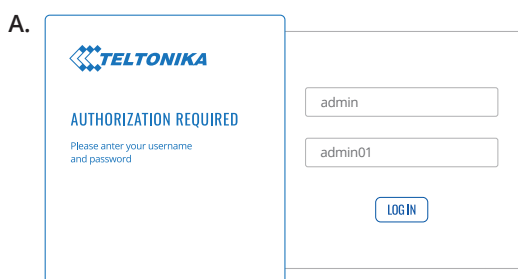 A.
TELTONIKA
AUTHORIZATION REQUIRED
Please anter your username
and password
admin
admin01
LOG IN